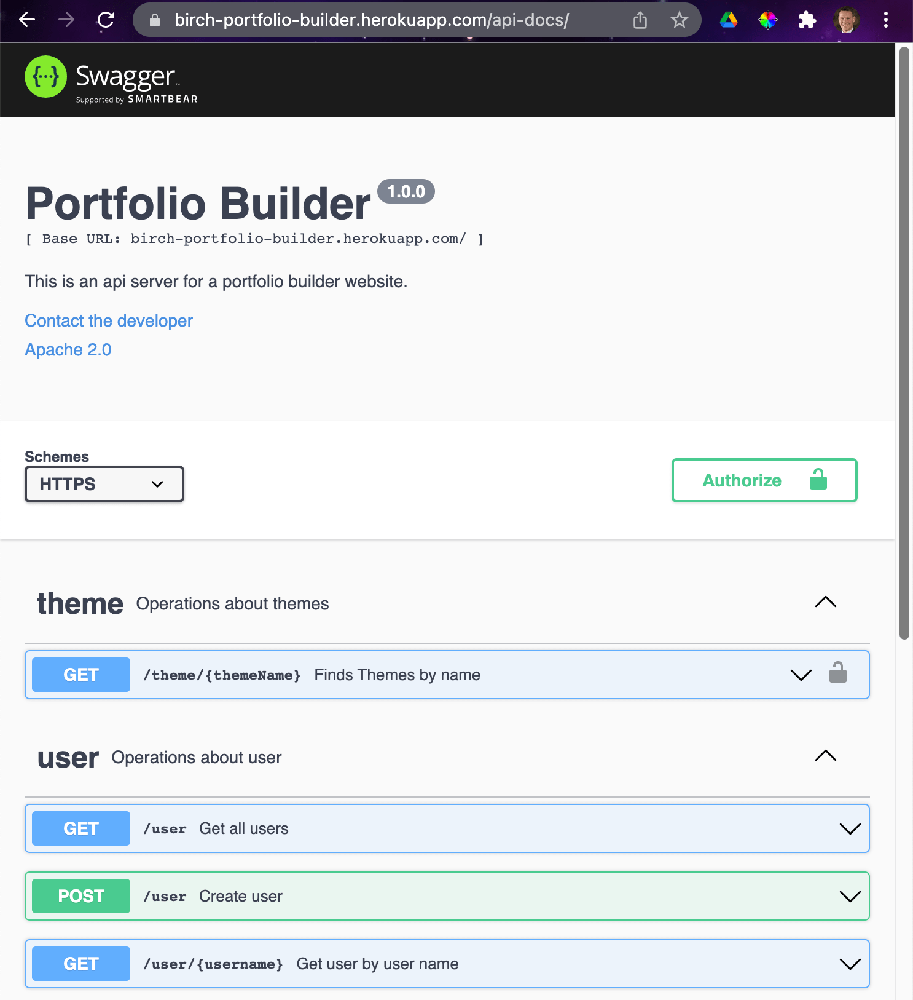 birch-portfolio-builder.herokuapp.com/api-docs/
{...} Swagger™
Supported by SMARTBEAR
Portfolio Builder 1.0.0
[ Base URL: birch-portfolio-builder.herokuapp.com/ ]
This is an api server for a portfolio builder website.
Contact the developer
Apache 2.0
Schemes
HTTPS
Authorize
theme Operations about themes
GET /theme/{themeName} Finds Themes by name
user Operations about user
GET /user Get all users
POST /user Create user
GET /user/{username} Get user by user name